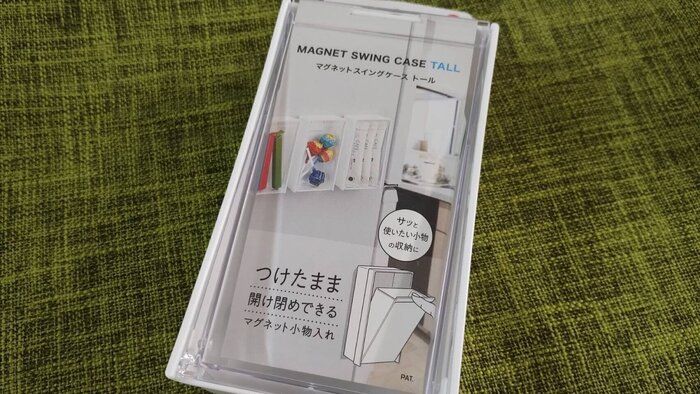 MAGNET SWING CASE TALL
マグネットスイングケース トール
サッと
使いたい小物
の収納に
つけたまま
開け閉めできる
マグネット小物入れ
PAT.